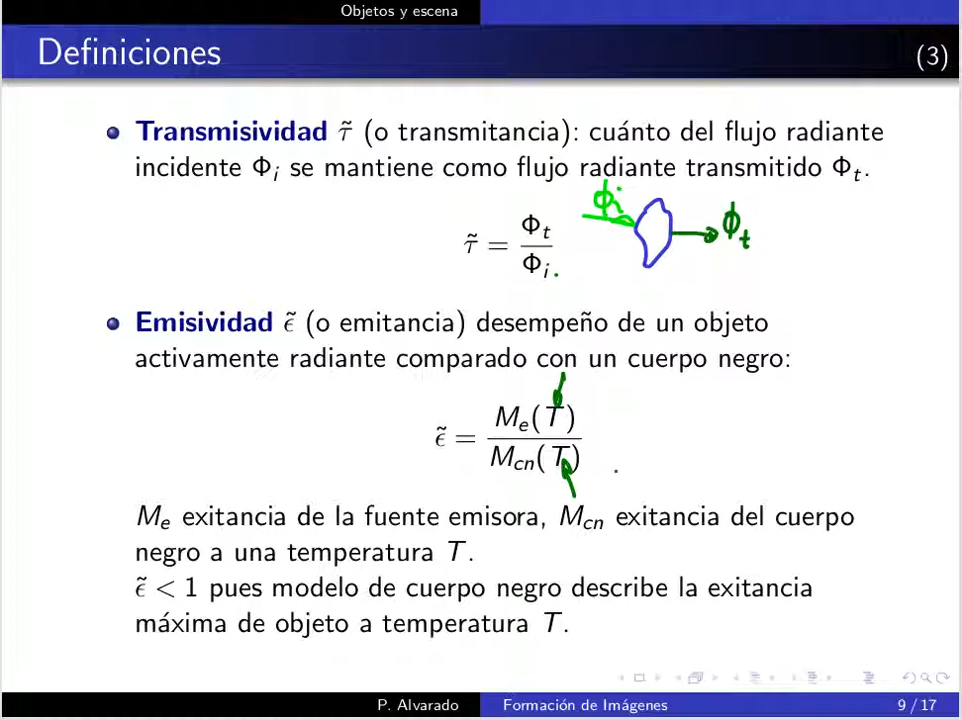 Objetos y escena
Definiciones (3)
Transmisividad τ̃ (o transmitancia): cuánto del flujo radiante
incidente Φi se mantiene como flujo radiante transmitido Φt.
ϕi
ϕt
τ̃ = Φt / Φi .
Emisividad ϵ̃ (o emitancia) desempeño de un objeto
activamente radiante comparado con un cuerpo negro:
ϵ̃ = Me(T) / Mcn(T) .
Me exitancia de la fuente emisora, Mcn exitancia del cuerpo
negro a una temperatura T.
ϵ̃ < 1 pues modelo de cuerpo negro describe la exitancia
máxima de objeto a temperatura T.
P. Alvarado Formación de Imágenes 9 / 17